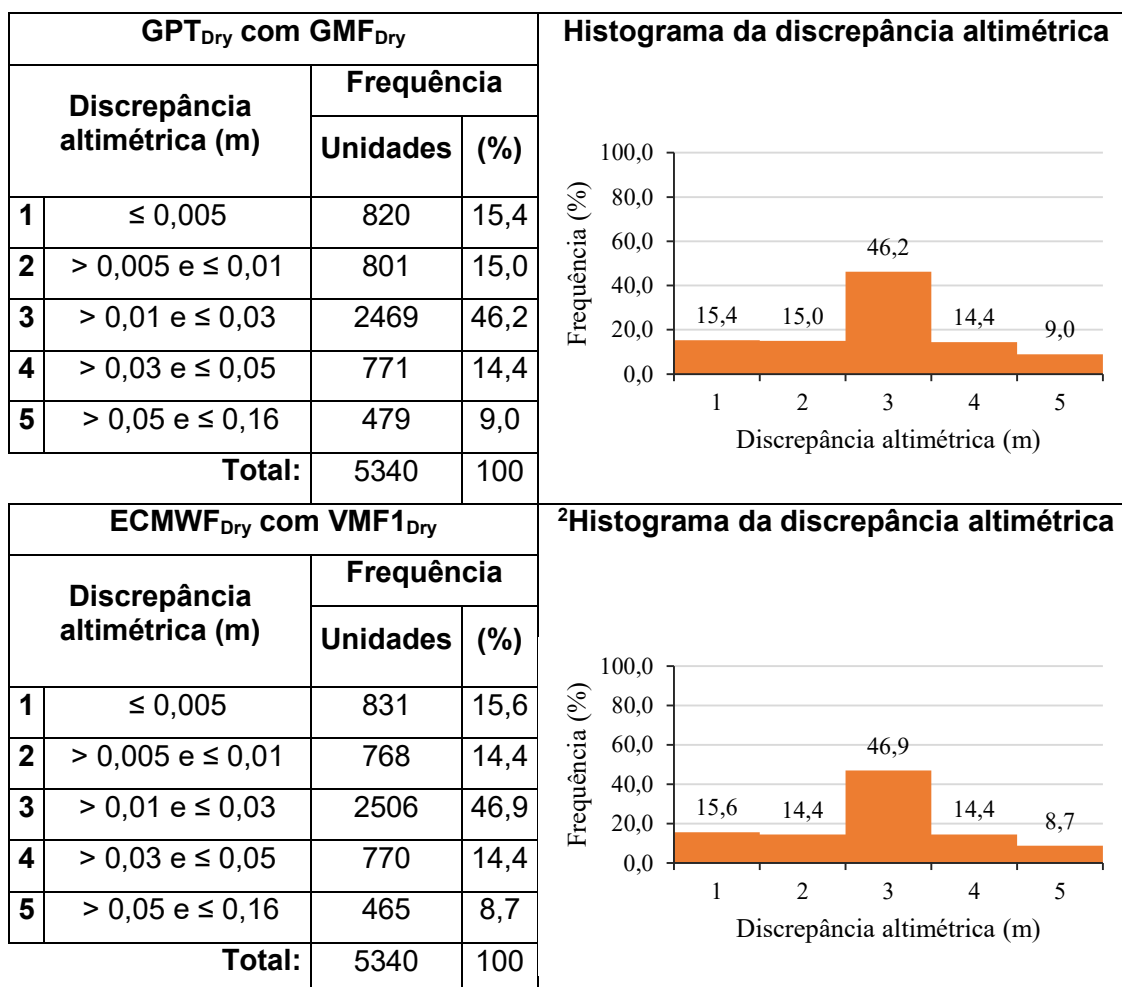 GPTDry com GMFDry
Histograma da discrepância altimétrica
Discrepância
altimétrica (m)
Frequência
Unidades (%)
1 ≤ 0,005 820 15,4
2 > 0,005 e ≤ 0,01 801 15,0
3 > 0,01 e ≤ 0,03 2469 46,2
4 > 0,03 e ≤ 0,05 771 14,4
5 > 0,05 e ≤ 0,16 479 9,0
Total: 5340 100
Frequência (%)
100,0
80,0
60,0
40,0
20,0
0,0
15,4 15,0 46,2 14,4 9,0
1 2 3 4 5
Discrepância altimétrica (m)
ECMWFDry com VMF1Dry
2Histograma da discrepância altimétrica
Discrepância
altimétrica (m)
Frequência
Unidades (%)
1 ≤ 0,005 831 15,6
2 > 0,005 e ≤ 0,01 768 14,4
3 > 0,01 e ≤ 0,03 2506 46,9
4 > 0,03 e ≤ 0,05 770 14,4
5 > 0,05 e ≤ 0,16 465 8,7
Total: 5340 100
Frequência (%)
100,0
80,0
60,0
40,0
20,0
0,0
15,6 14,4 46,9 14,4 8,7
1 2 3 4 5
Discrepância altimétrica (m)